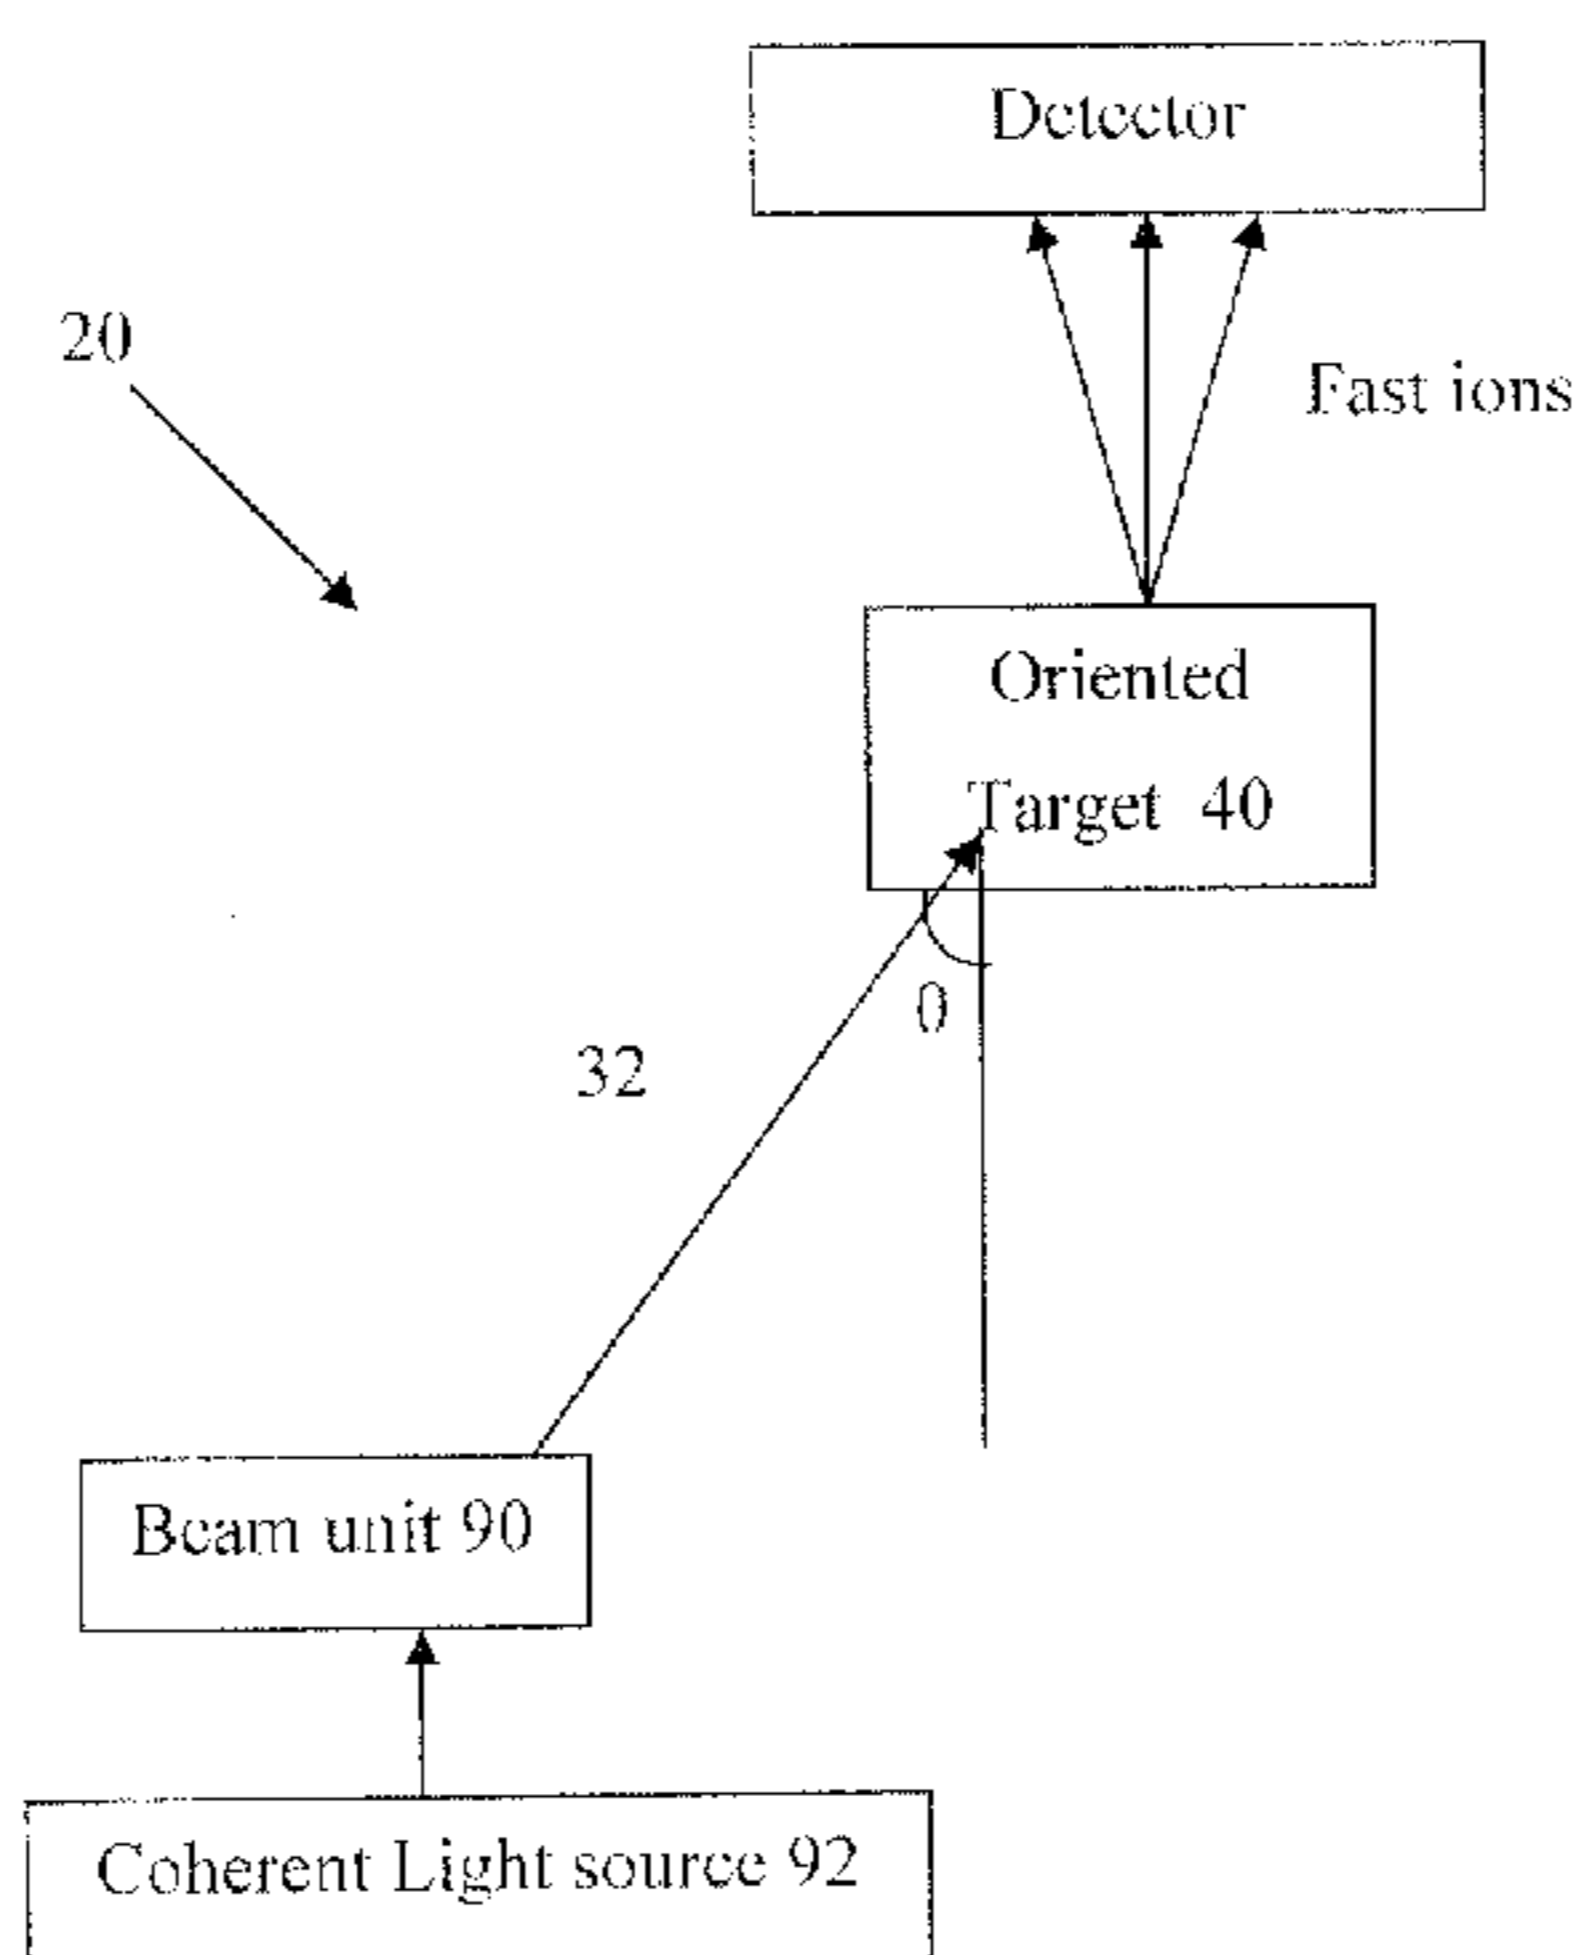 Detector
20
Fast ions
Oriented
Target 40
0
32
Beam unit 90
Coherent Light source 92